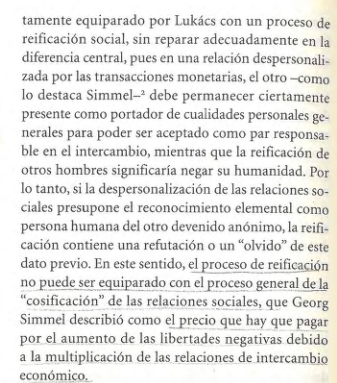 tamente equiparado por Lukács con un proceso de
reificación social, sin reparar adecuadamente en la
diferencia central, pues en una relación despersonali-
zada por las transacciones monetarias, el otro –como
lo destaca Simmel–² debe permanecer ciertamente
presente como portador de cualidades personales ge-
nerales para poder ser aceptado como par responsa-
ble en el intercambio, mientras que la reificación de
otros hombres significaría negar su humanidad. Por
lo tanto, si la despersonalización de las relaciones so-
ciales presupone el reconocimiento elemental como
persona humana del otro devenido anónimo, la reifi-
cación contiene una refutación o un “olvido” de este
dato previo. En este sentido, el proceso de reificación
no puede ser equiparado con el proceso general de la
“cosificación” de las relaciones sociales, que Georg
Simmel describió como el precio que hay que pagar
por el aumento de las libertades negativas debido
a la multiplicación de las relaciones de intercambio
económico.